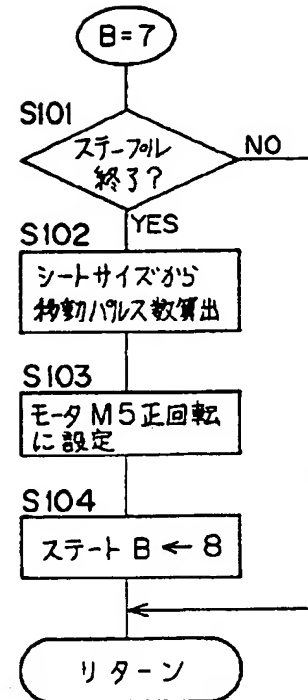 B=7
S101
ステープル
終了?
NO
YES
S102
シートサイズから
移動パルス数算出
S103
モータM5正回転
に設定
S104
ステートB←8
リターン